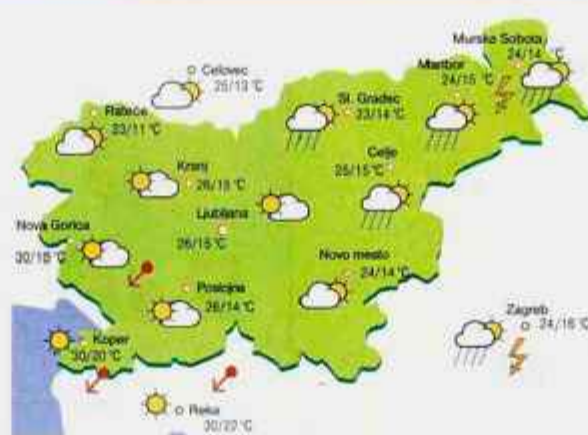 Murska Sobota
24/14 °C
Maribor
24/15 °C
Celovec
25/13 °C
Sl. Gradec
23/14 °C
Rateče
23/11 °C
Celje
25/15 °C
Kranj
26/15 °C
Ljubljana
26/15 °C
Nova Gorica
30/18 °C
Novo mesto
24/14 °C
Postojna
26/14 °C
Zagreb
24/16 °C
Koper
30/20 °C
Reka
30/22 °C